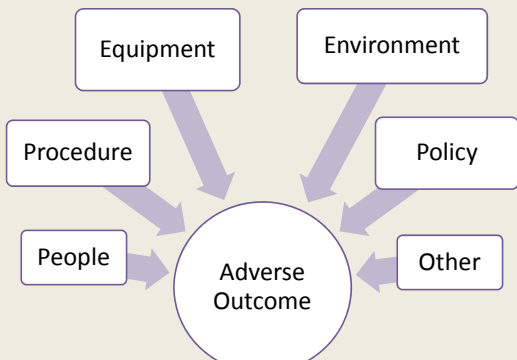 Equipment
Environment
Procedure
Policy
People
Other
Adverse
Outcome